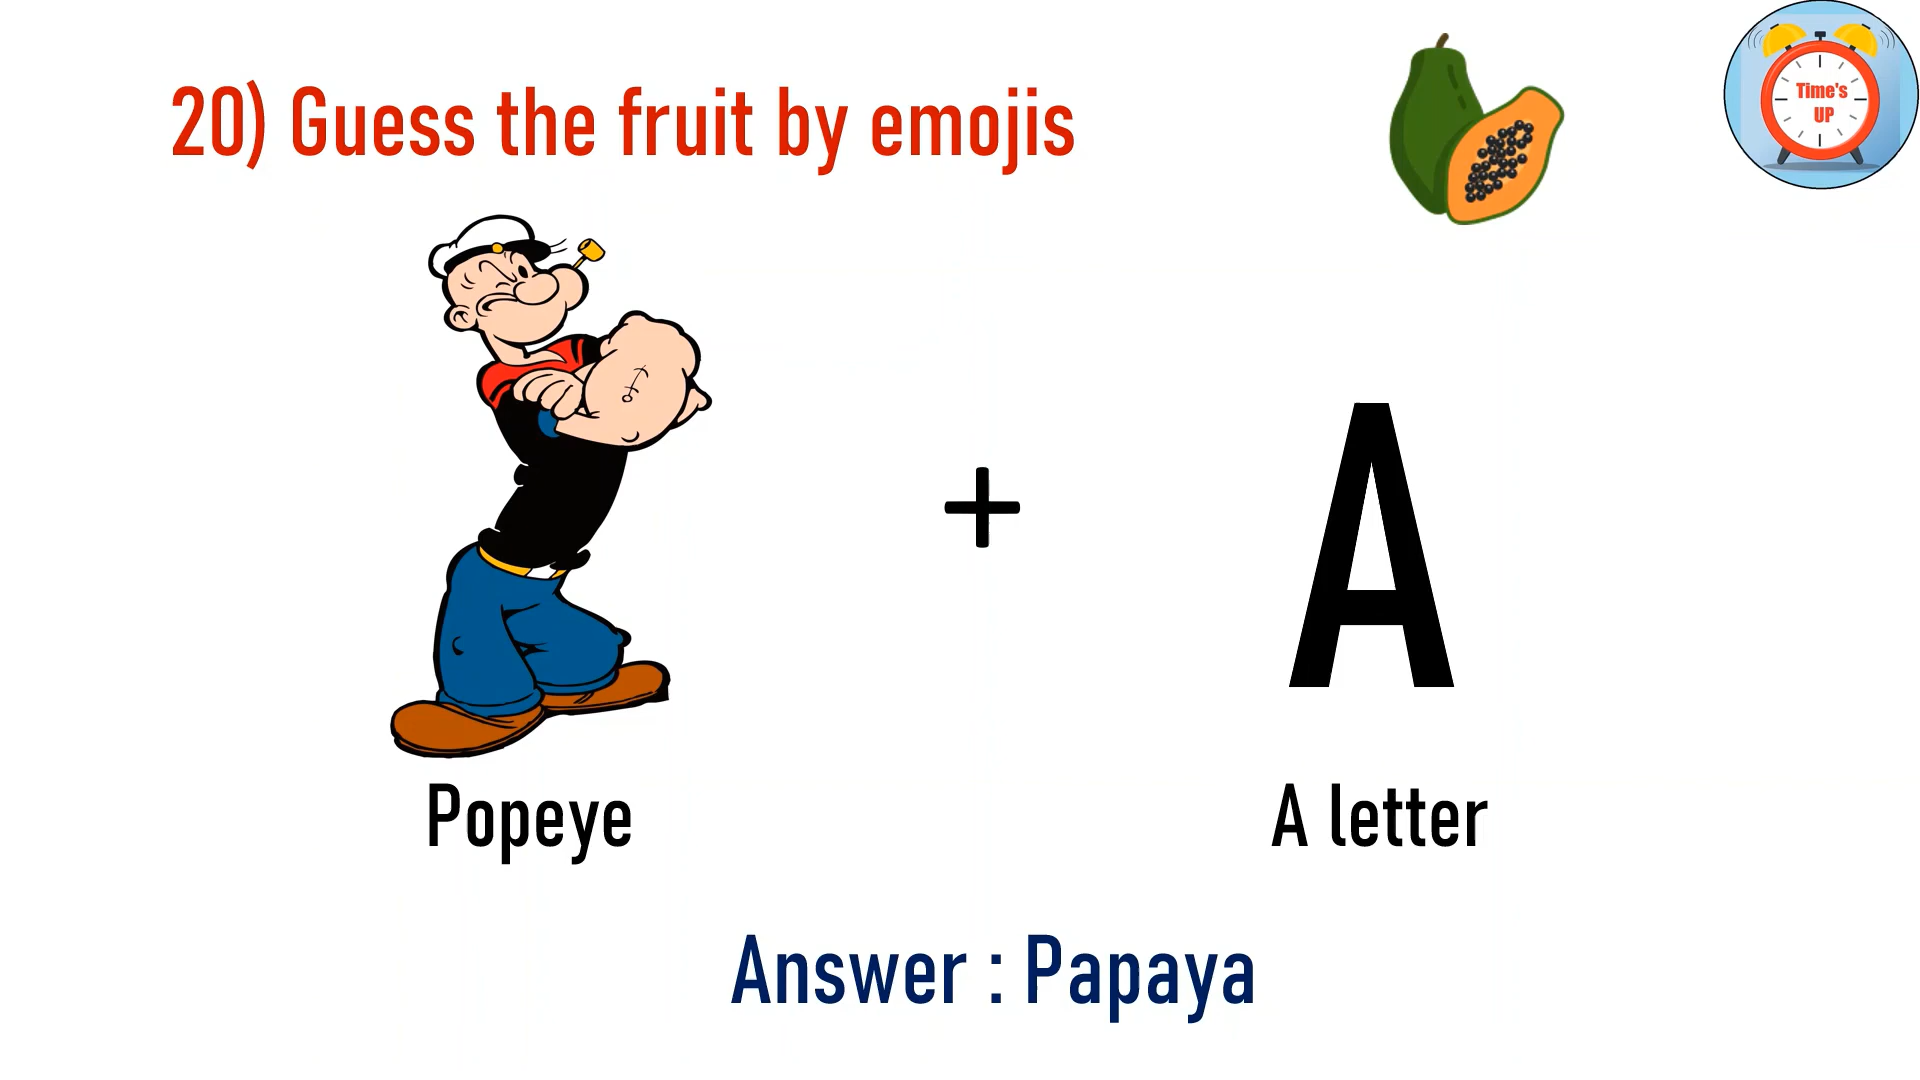 20) Guess the fruit by emojis
Time's
UP
+
A
Popeye
A letter
Answer : Papaya